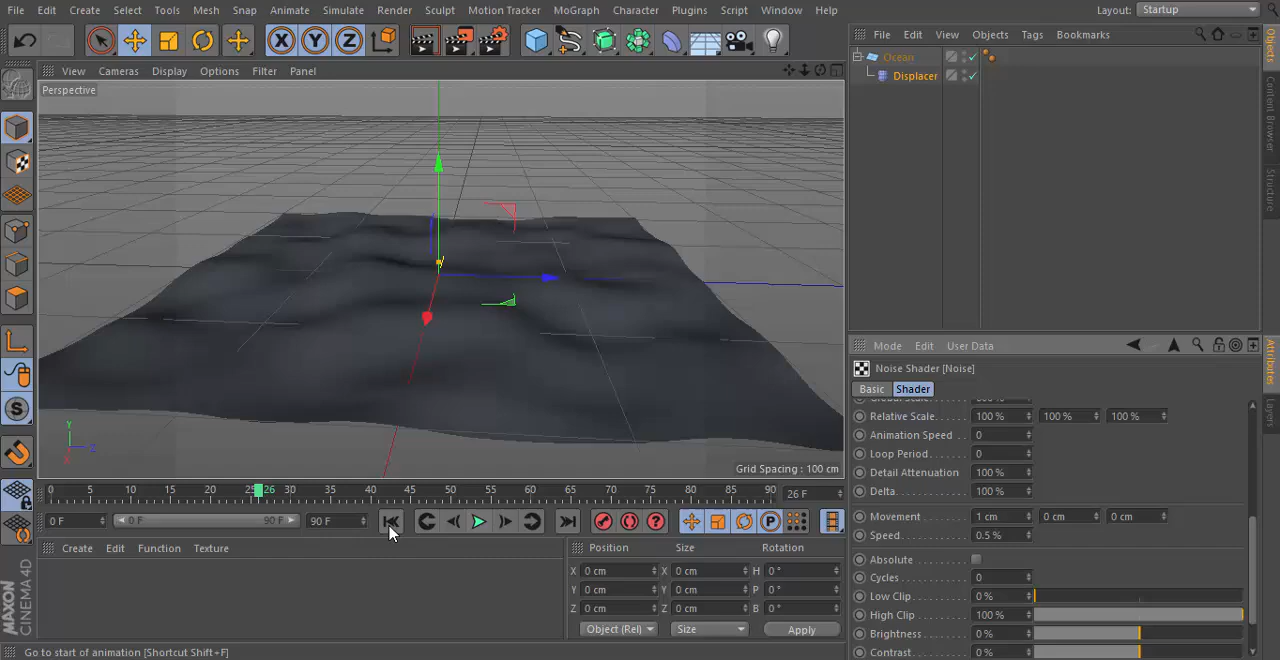 File Edit Create Select Tools Mesh Snap Animate Simulate Render Sculpt Motion Tracker MoGraph Character Plugins Script Window Help Layout: Startup
X Y Z
View Cameras Display Options Filter Panel
File Edit View Objects Tags Bookmarks
Perspective
Ocean
Displacer
Objects
Content Browser
Structure
Mode Edit User Data
Noise Shader [Noise]
Basic Shader
Relative Scale 100 % 100 % 100 %
Animation Speed 0
Loop Period 0
Detail Attenuation 100 %
Delta 100 %
Movement 1 cm 0 cm 0 cm
Speed 0.5 %
Absolute
Cycles 0
Low Clip 0 %
High Clip 100 %
Brightness 0 %
Contrast 0 %
Attributes
Layers
Y
Z
X
Grid Spacing : 100 cm
S
0 5 10 15 20 25 26 30 35 40 45 50 55 60 65 70 75 80 85 90 26 F
0 F 0 F 90 F 90 F
P
Create Edit Function Texture
Position Size Rotation
X 0 cm X 0 cm H 0 °
Y 0 cm Y 0 cm P 0 °
Z 0 cm Z 0 cm B 0 °
Object (Rel) Size Apply
MAXON
CINEMA 4D
Go to start of animation [Shortcut Shift+F]